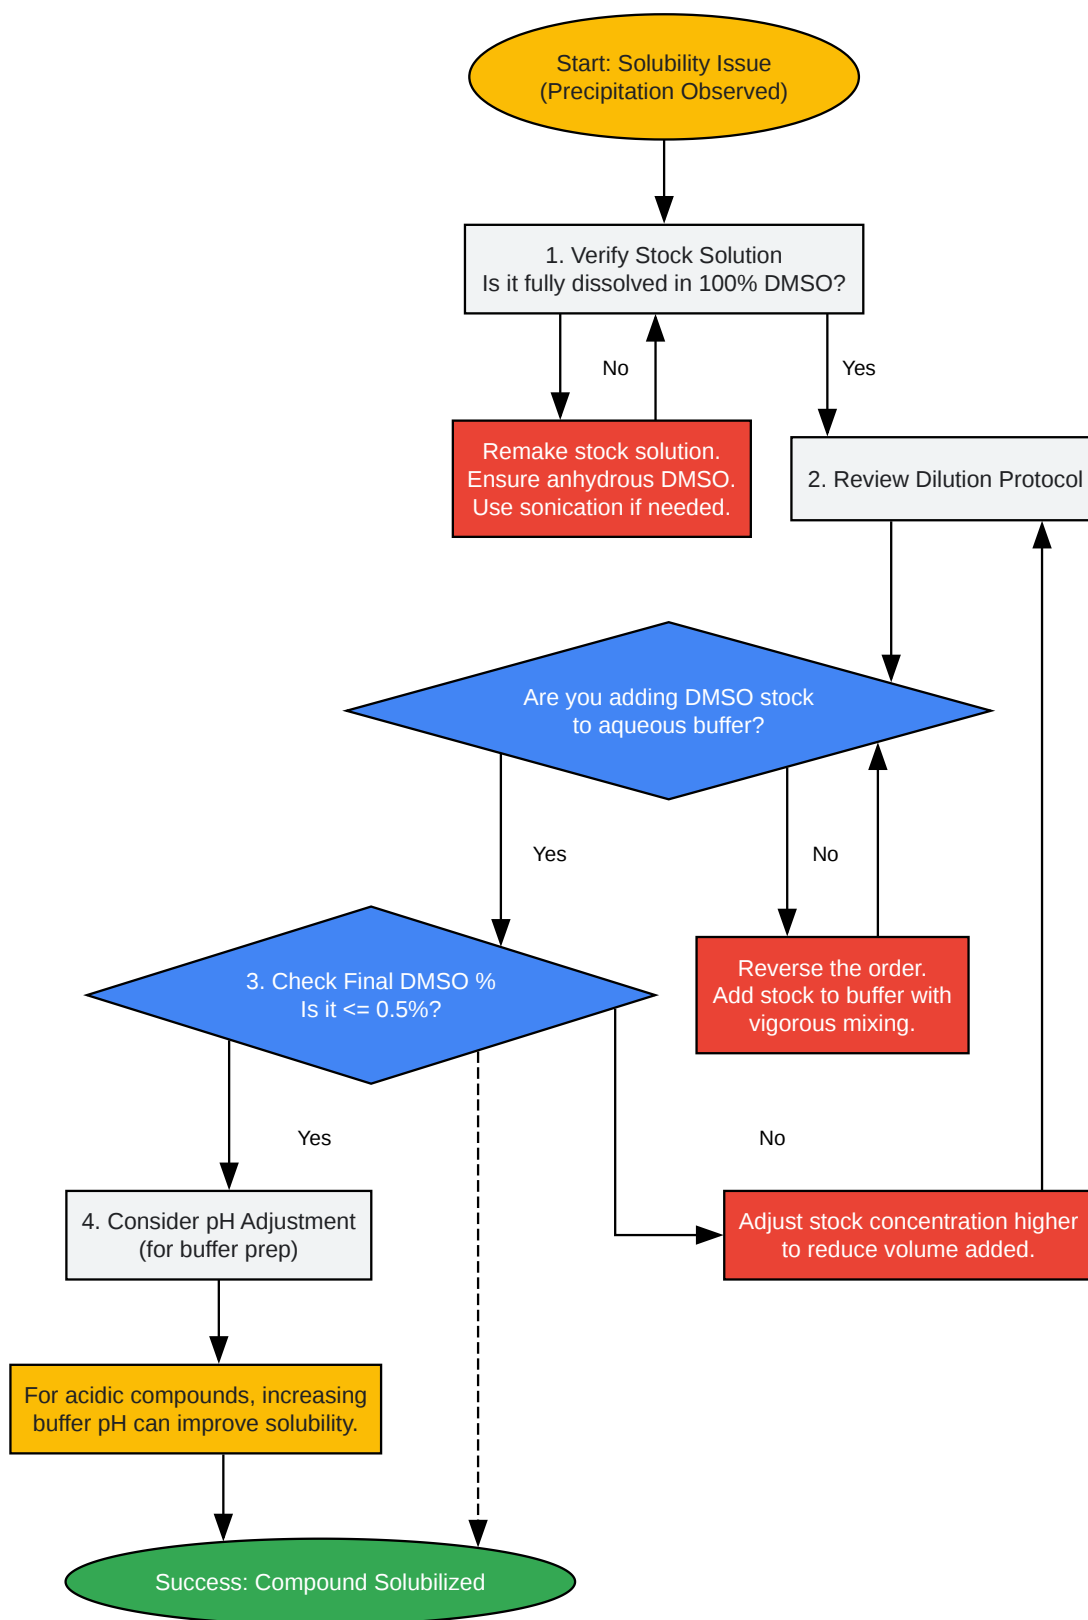 Start: Solubility Issue
(Precipitation Observed)
1. Verify Stock Solution
Is it fully dissolved in 100% DMSO?
No
Yes
Remake stock solution.
Ensure anhydrous DMSO.
Use sonication if needed.
2. Review Dilution Protocol
Are you adding DMSO stock
to aqueous buffer?
Yes
No
Reverse the order.
Add stock to buffer with
vigorous mixing.
3. Check Final DMSO %
Is it <= 0.5%?
Yes
No
4. Consider pH Adjustment
(for buffer prep)
Adjust stock concentration higher
to reduce volume added.
For acidic compounds, increasing
buffer pH can improve solubility.
Success: Compound Solubilized